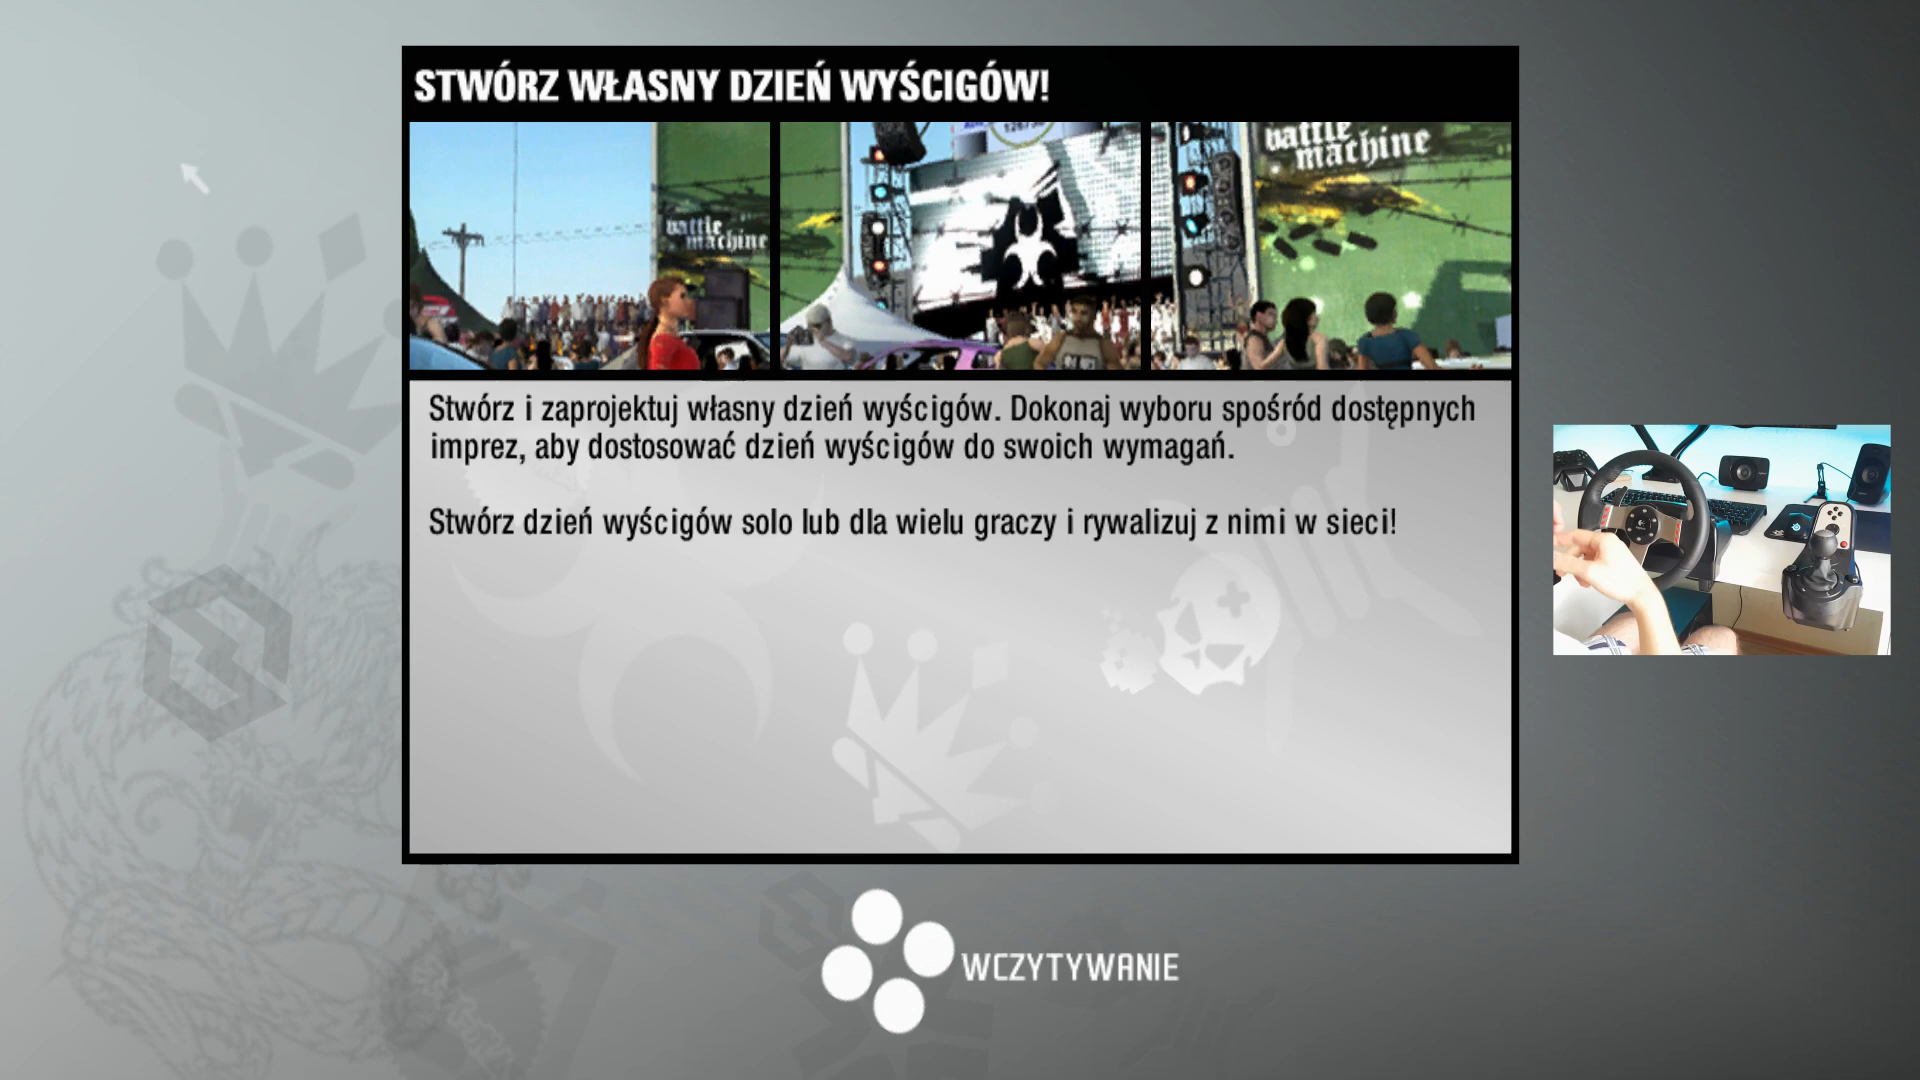 STWÓRZ WŁASNY DZIEŃ WYŚCIGÓW!
battle
machine
battle
machine
Stwórz i zaprojektuj własny dzień wyścigów. Dokonaj wyboru spośród dostępnych
imprez, aby dostosować dzień wyścigów do swoich wymagań.
Stwórz dzień wyścigów solo lub dla wielu graczy i rywalizuj z nimi w sieci!
WCZYTYWANIE